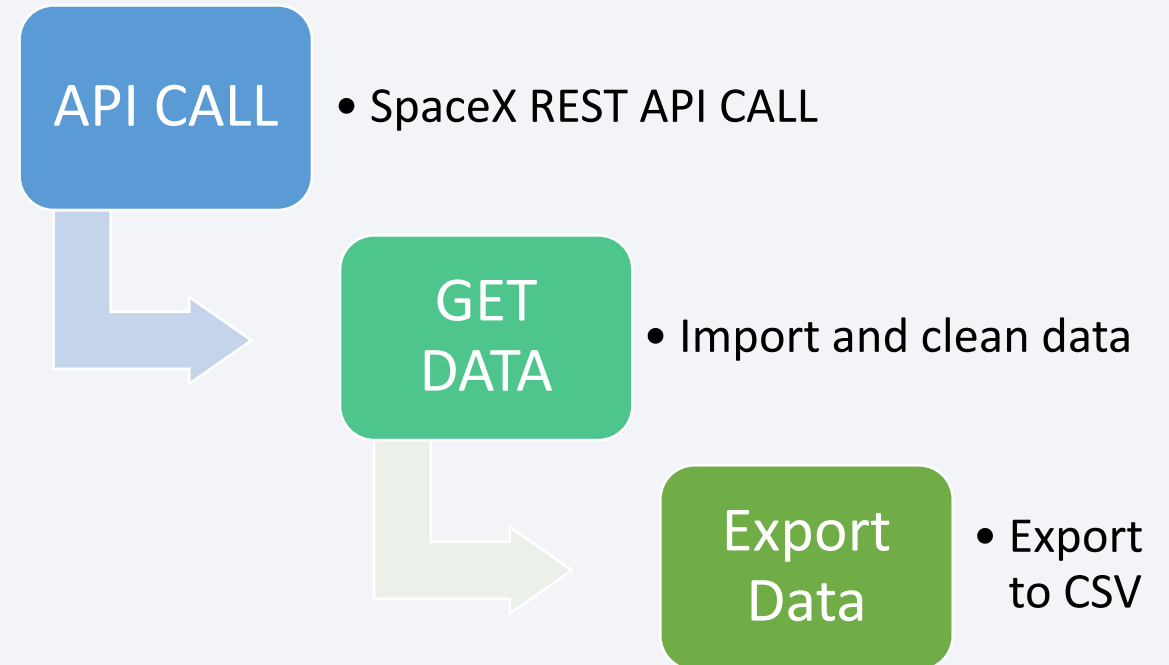 API CALL
• SpaceX REST API CALL
GET
DATA
• Import and clean data
Export
Data
• Export
to CSV